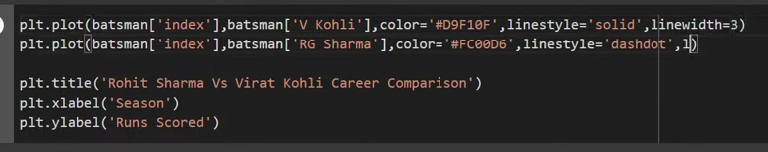 plt.plot(batsman['index'],batsman['V Kohli'],color='#D9F10F',linestyle='solid',linewidth=3)
plt.plot(batsman['index'],batsman['RG Sharma'],color='#FC00D6',linestyle='dashdot',l)
plt.title('Rohit Sharma Vs Virat Kohli Career Comparison')
plt.xlabel('Season')
plt.ylabel('Runs Scored')